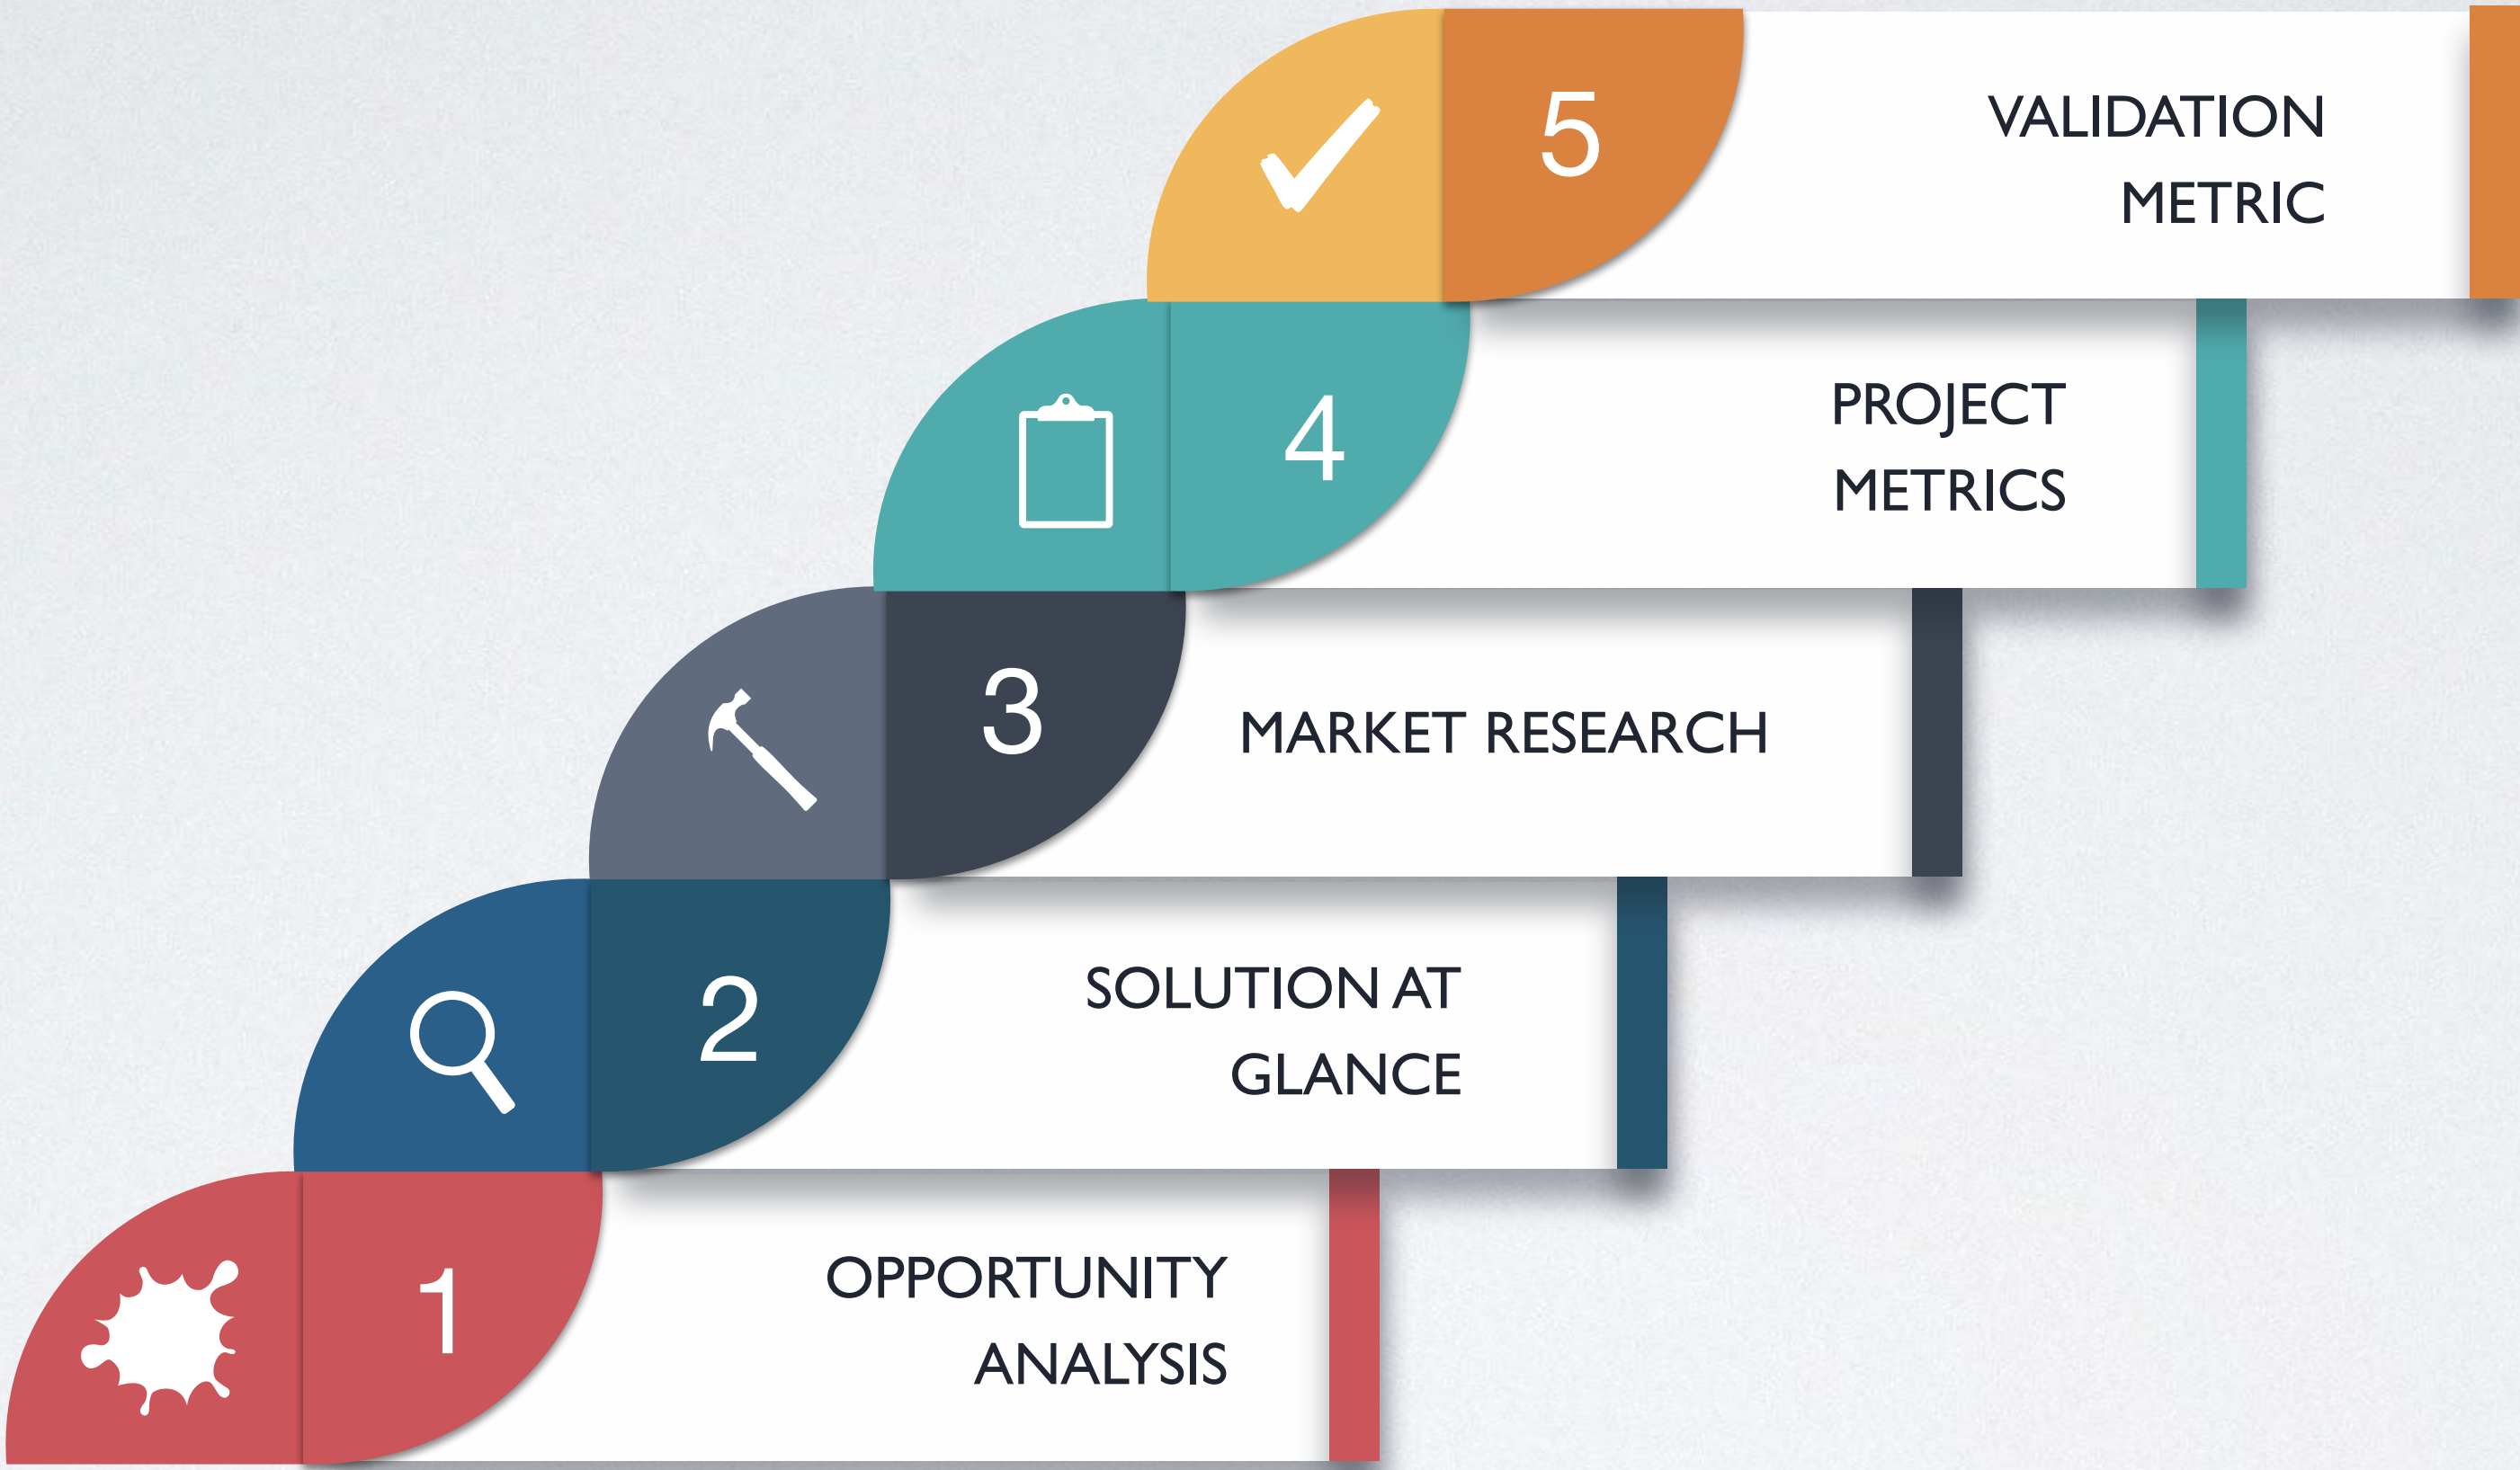 5
VALIDATION
METRIC
4
PROJECT
METRICS
3
MARKET RESEARCH
2
SOLUTION AT
GLANCE
1
OPPORTUNITY
ANALYSIS